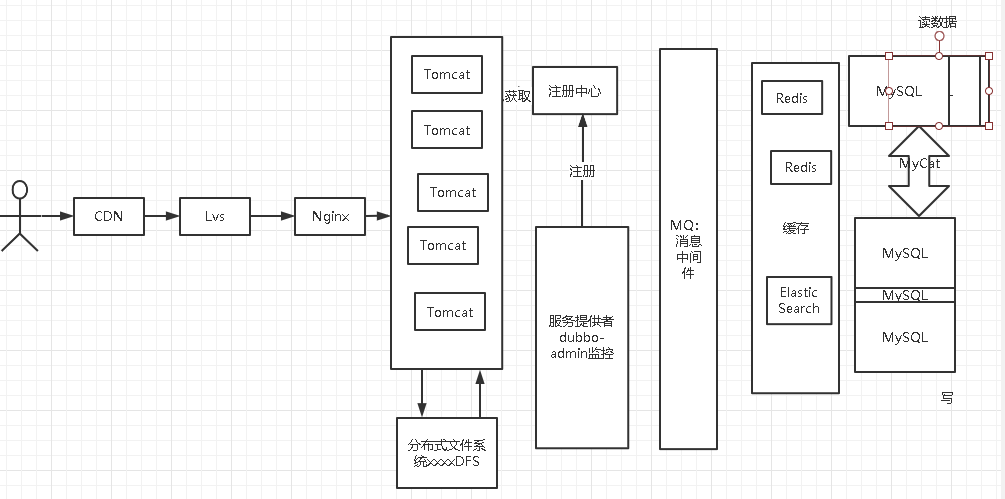 读数据
CDN
Lvs
Nginx
Tomcat
Tomcat
Tomcat
Tomcat
Tomcat
分布式文件系
统xxxxDFS
获取
注册中心
注册
服务提供者
dubbo-
admin监控
MQ:
消息
中间
件
Redis
Redis
缓存
Elastic
Search
MySQL
MyCat
MySQL
MySQL
MySQL
写